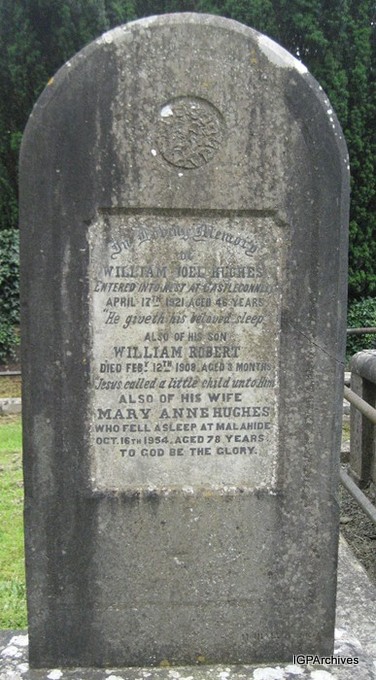 In Loving Memory
OF
WILLIAM JOEL HUGHES
ENTERED INTO REST AT CASTLECONNELL
APRIL 17TH 1921 AGED 46 YEARS
"He giveth his beloved sleep"
ALSO OF HIS SON
WILLIAM ROBERT
DIED FEBY. 12TH 1908. AGED 3 MONTHS
Jesus called a little child unto Him
ALSO OF HIS WIFE
MARY ANNE HUGHES
WHO FELL ASLEEP AT MALAHIDE
OCT. 16TH 1954, AGED 78 YEARS.
TO GOD BE THE GLORY.
IGPArchives